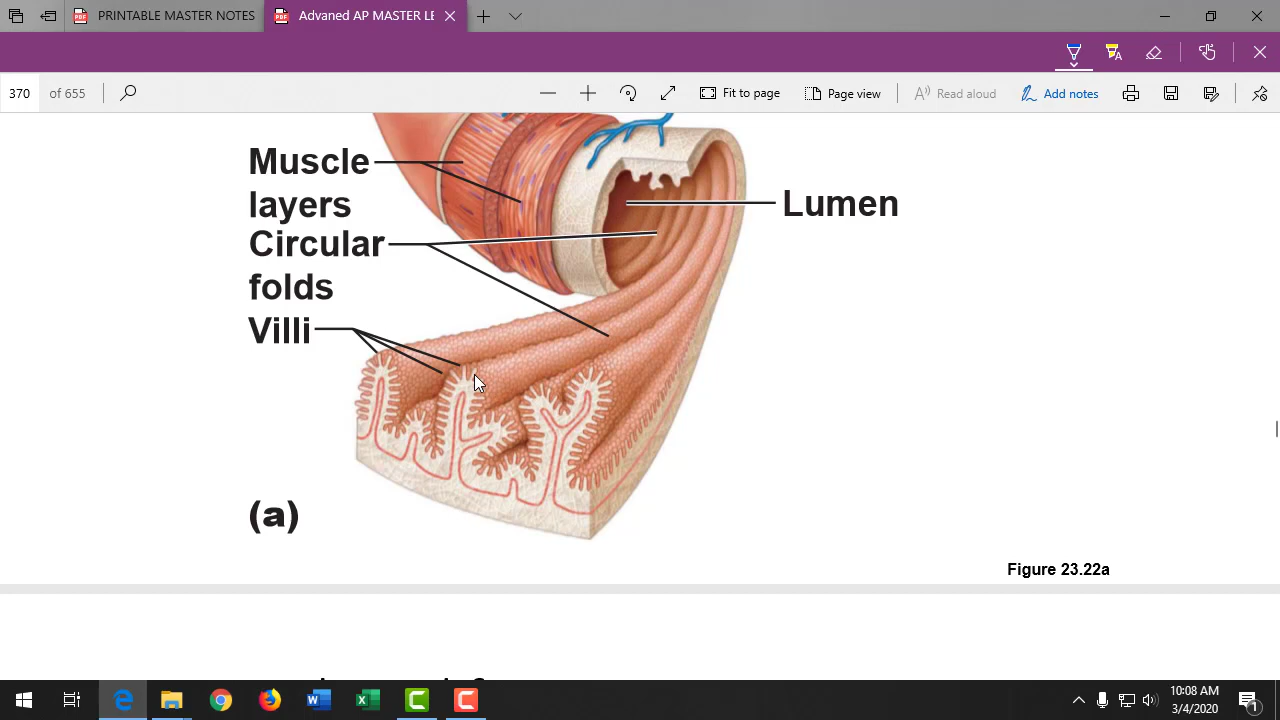 PRINTABLE MASTER NOTES
Advaned AP MASTER LE
370 of 655
Fit to page
Page view
Read aloud
Add notes
Muscle
layers
Circular
folds
Villi
Lumen
(a)
Figure 23.22a
10:08 AM
3/4/2020